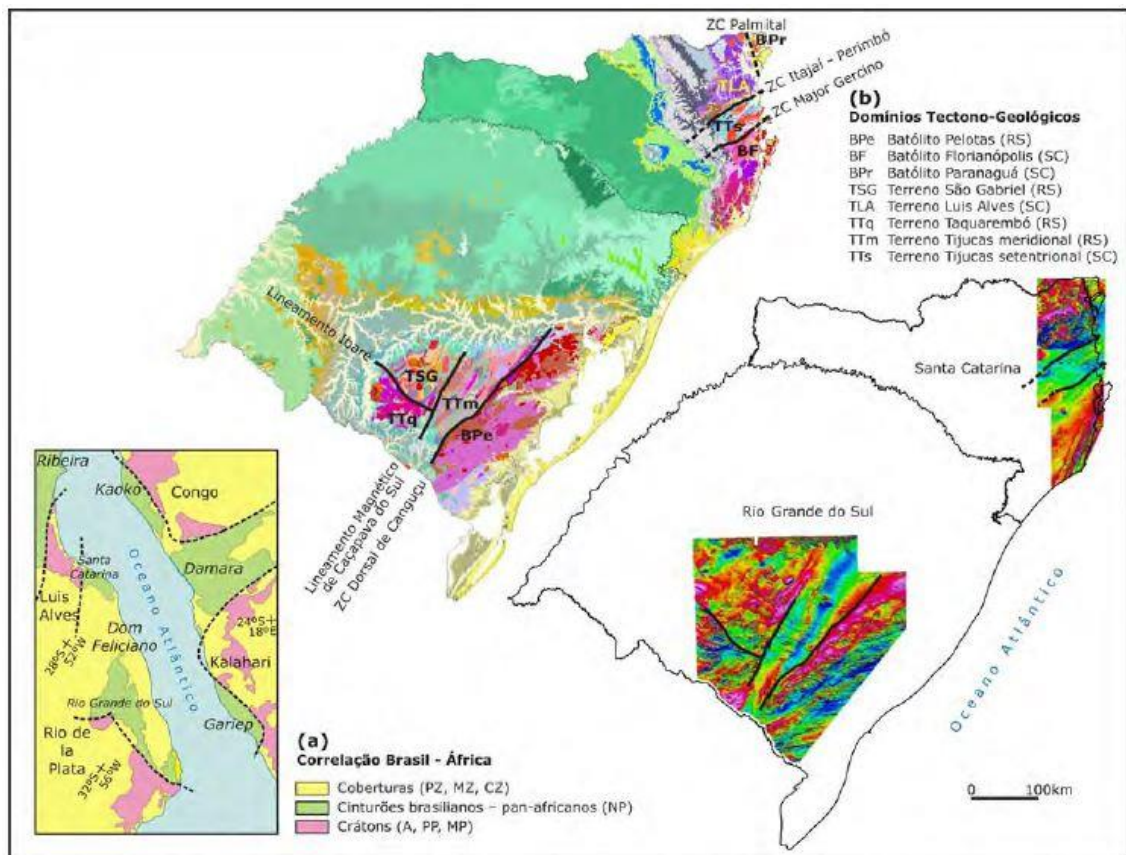 ZC Palmital
BPr
ZC Itajaí – Perimbó
TLA
ZC Major Gercino
TTs
BF
(b)
Domínios Tectono-Geológicos
BPe Batólito Pelotas (RS)
BF Batólito Florianópolis (SC)
BPr Batólito Paranaguá (SC)
TSG Terreno São Gabriel (RS)
TLA Terreno Luis Alves (SC)
TTq Terreno Taquarembó (RS)
TTm Terreno Tijucas meridional (RS)
TTs Terreno Tijucas setentrional (SC)
Lineamento Ibaré
TSG
TTm
TTq
BPe
Lineamento Magnético
de Caçapava do Sul
ZC Dorsal de Canguçu
Santa Catarina
Rio Grande do Sul
Oceano Atlântico
0 100km
Ribeira
Kaoko
Congo
Santa
Catarina
Damara
Luis
Alves
28ºS
52ºW
Oceano Atlântico
Dom
Feliciano
24ºS
18ºE
Kalahari
Rio Grande do Sul
Gariep
Rio de
la
Plata
32ºS
56ºW
(a)
Correlação Brasil - África
Coberturas (PZ, MZ, CZ)
Cinturões brasilianos – pan-africanos (NP)
Crátons (A, PP, MP)